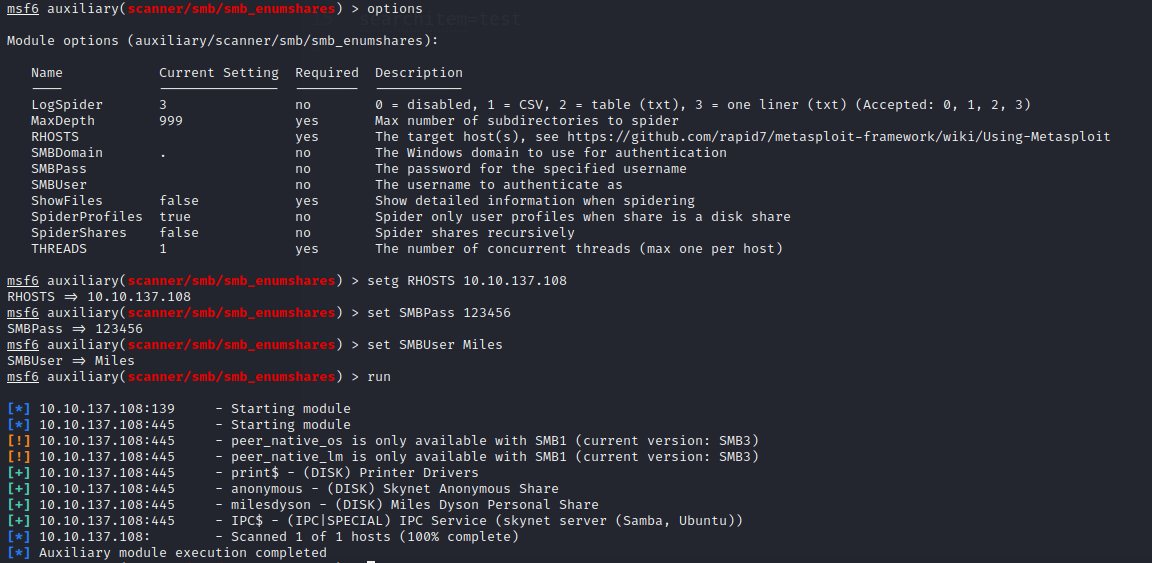 msf6 auxiliary(scanner/smb/smb_enumshares) > options
searchitem=test
Module options (auxiliary/scanner/smb/smb_enumshares):
Name Current Setting Required Description
LogSpider 3 no 0 = disabled, 1 = CSV, 2 = table (txt), 3 = one liner (txt) (Accepted: 0, 1, 2, 3)
MaxDepth 999 yes Max number of subdirectories to spider
RHOSTS yes The target host(s), see https://github.com/rapid7/metasploit-framework/wiki/Using-Metasploit
SMBDomain . no The Windows domain to use for authentication
SMBPass no The password for the specified username
SMBUser no The username to authenticate as
ShowFiles false yes Show detailed information when spidering
SpiderProfiles true no Spider only user profiles when share is a disk share
SpiderShares false no Spider shares recursively
THREADS 1 yes The number of concurrent threads (max one per host)
msf6 auxiliary(scanner/smb/smb_enumshares) > setg RHOSTS 10.10.137.108
RHOSTS => 10.10.137.108
msf6 auxiliary(scanner/smb/smb_enumshares) > set SMBPass 123456
SMBPass => 123456
msf6 auxiliary(scanner/smb/smb_enumshares) > set SMBUser Miles
SMBUser => Miles
msf6 auxiliary(scanner/smb/smb_enumshares) > run
[*] 10.10.137.108:139 - Starting module
[*] 10.10.137.108:445 - Starting module
[!] 10.10.137.108:445 - peer_native_os is only available with SMB1 (current version: SMB3)
[!] 10.10.137.108:445 - peer_native_lm is only available with SMB1 (current version: SMB3)
[+] 10.10.137.108:445 - print$ - (DISK) Printer Drivers
[+] 10.10.137.108:445 - anonymous - (DISK) Skynet Anonymous Share
[+] 10.10.137.108:445 - milesdyson - (DISK) Miles Dyson Personal Share
[+] 10.10.137.108:445 - IPC$ - (IPC|SPECIAL) IPC Service (skynet server (Samba, Ubuntu))
[*] 10.10.137.108: - Scanned 1 of 1 hosts (100% complete)
[*] Auxiliary module execution completed